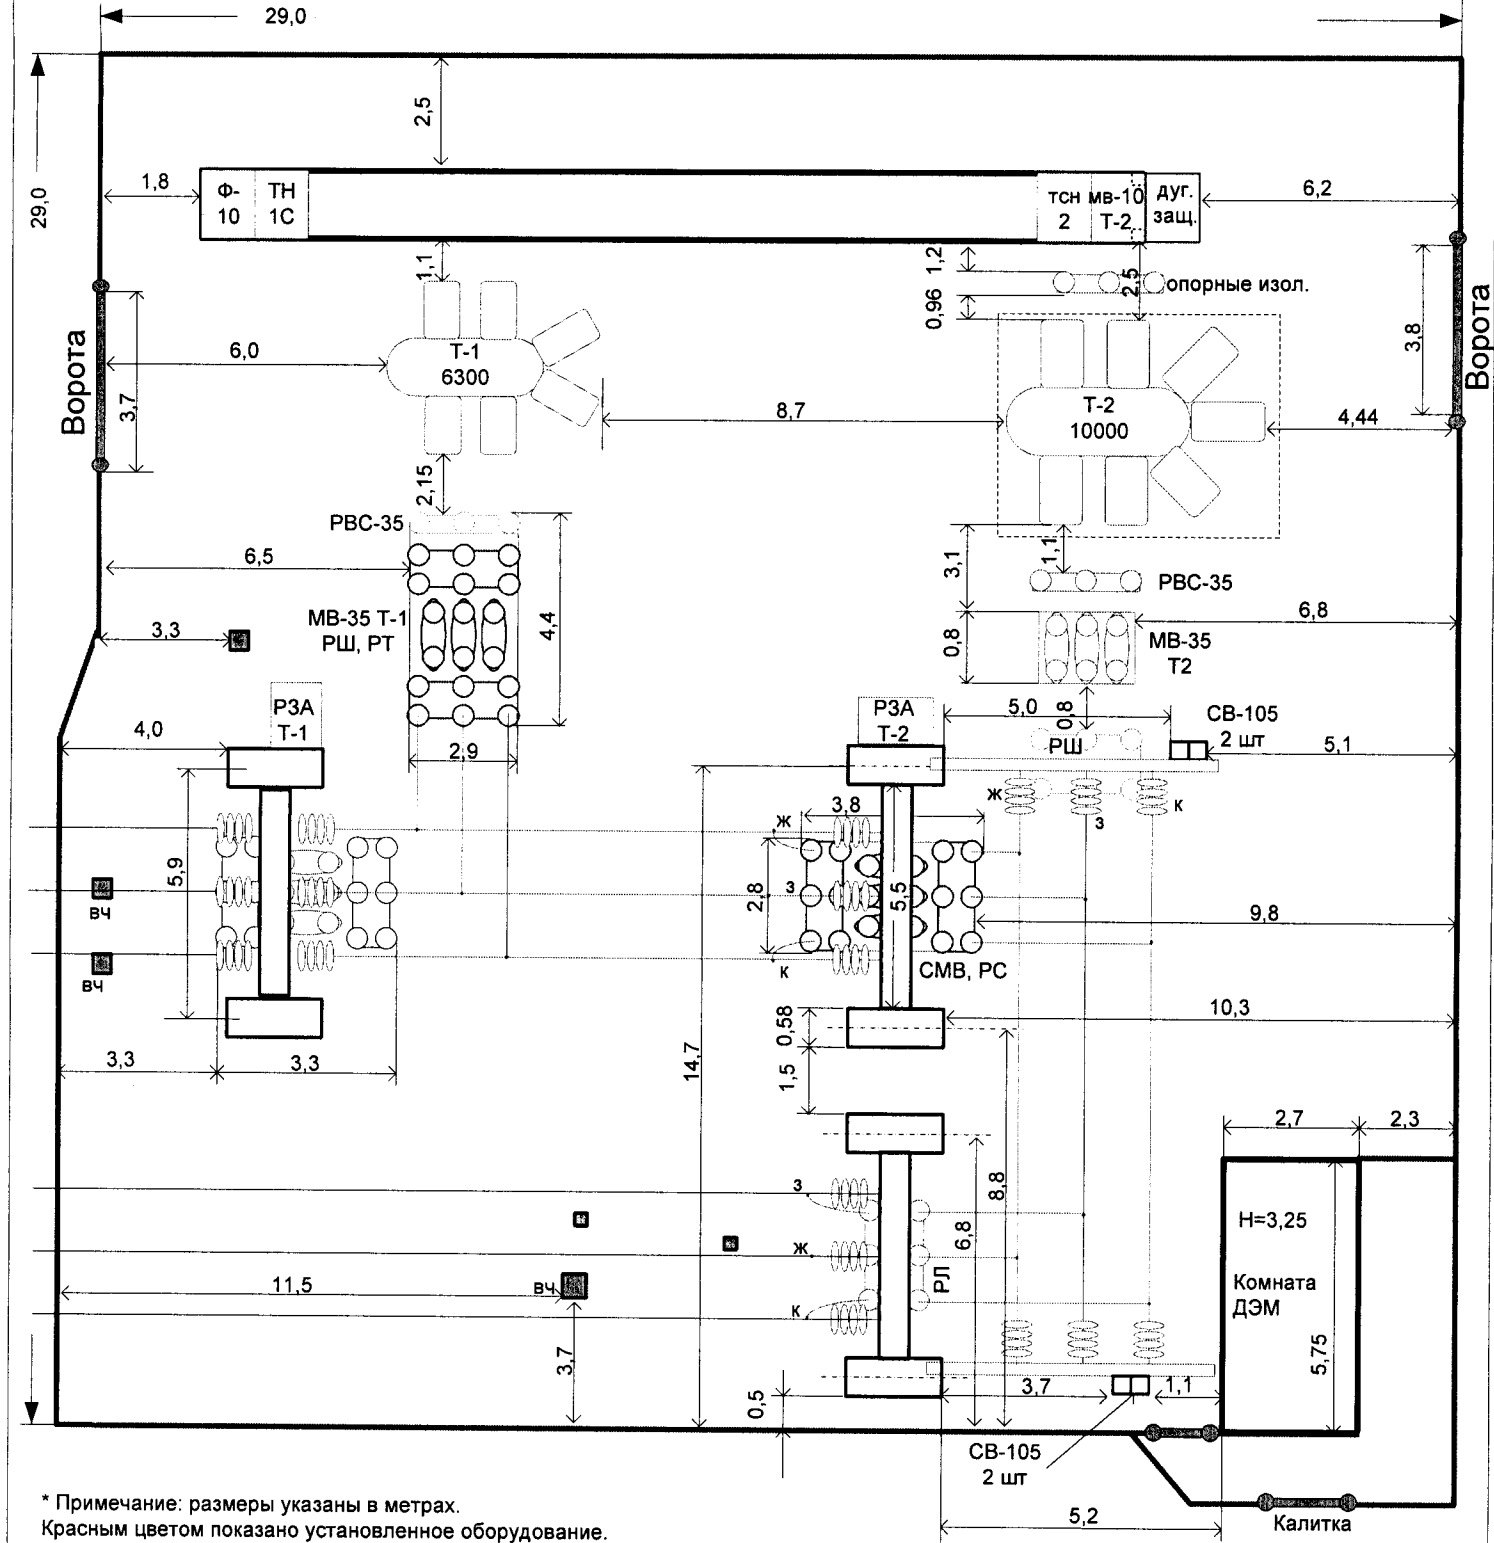 29,0
29,0
2,5
1,8
Ф-
10
ТН
1С
тсн
2
мв-10
Т-2
дуг.
защ.
6,2
1,1
1,2
2,5
опорные изол.
0,96
Ворота
3,7
6,0
Т-1
6300
8,7
Т-2
10000
4,44
3,8
Ворота
2,15
РВС-35
6,5
МВ-35 Т-1
РШ, РТ
4,4
3,1
1,1
РВС-35
6,8
0,8
МВ-35
Т2
3,3
РЗА
Т-1
4,0
2,9
РЗА
Т-2
5,0
0,8
РШ
СВ-105
2 шт
5,1
ж
з
к
3,8
ж
5,9
2,8
з
5,5
9,8
вч
вч
к
СМВ, РС
10,3
0,58
3,3
3,3
14,7
1,5
2,7
2,3
8,8
з
6,8
Н=3,25
ж
РЛ
11,5
вч
к
Комната
ДЭМ
3,7
5,75
0,5
3,7
1,1
СВ-105
2 шт
* Примечание: размеры указаны в метрах.
Красным цветом показано установленное оборудование.
5,2
Калитка